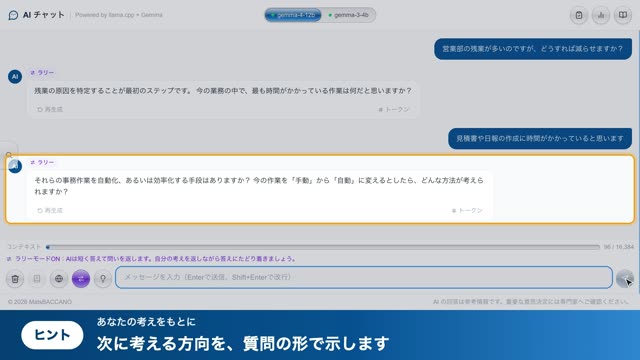 AI チャット
Powered by llama.cpp + Gemma
gemma-4-12b
gemma-3-4b
営業部の残業が多いのですが、どうすれば減らせますか？
AI
ラリー
残業の原因を特定することが最初のステップです。 今の業務の中で、最も時間がかかっている作業は何だと思いますか？
再生成
トークン
見積書や日報の作成に時間がかかっていると思います
AI
ラリー
それらの事務作業を自動化、あるいは効率化する手段はありますか？ 今の作業を「手動」から「自動」に変えるとしたら、どんな方法が考えら
れますか？
再生成
トークン
コンテキスト
96 / 16,384
ラリーモードON：AIは短く答えて問いを返します。自分の考えを返しながら答えにたどり着きましょう。
メッセージを入力（Enterで送信、Shift+Enterで改行）
AI の回答は参考情報です。重要な意思決定には専門家へご確認ください。
ヒント
あなたの考えをもとに
次に考える方向を、質問の形で示します